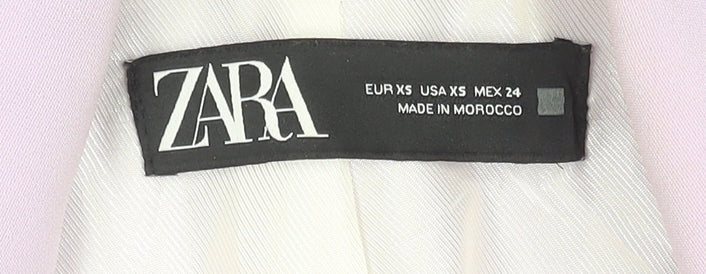 ZARA
EUR XS USA XS MEX 24
MADE IN MOROCCO